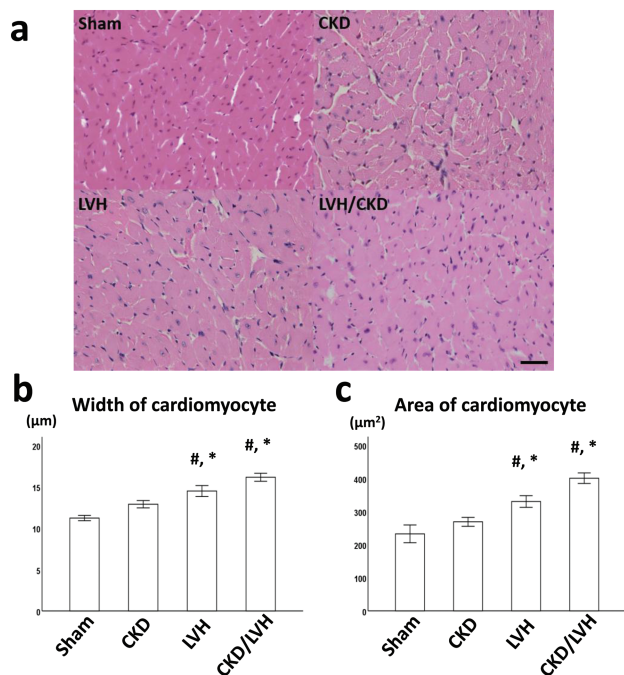 a
Sham
CKD
LVH
LVH/CKD
b
Width of cardiomyocyte
(μm)
20
15
10
5
0
#, *
#, *
Sham
CKD
LVH
CKD/LVH
c
Area of cardiomyocyte
(μm²)
500
400
300
200
100
0
#, *
#, *
Sham
CKD
LVH
CKD/LVH